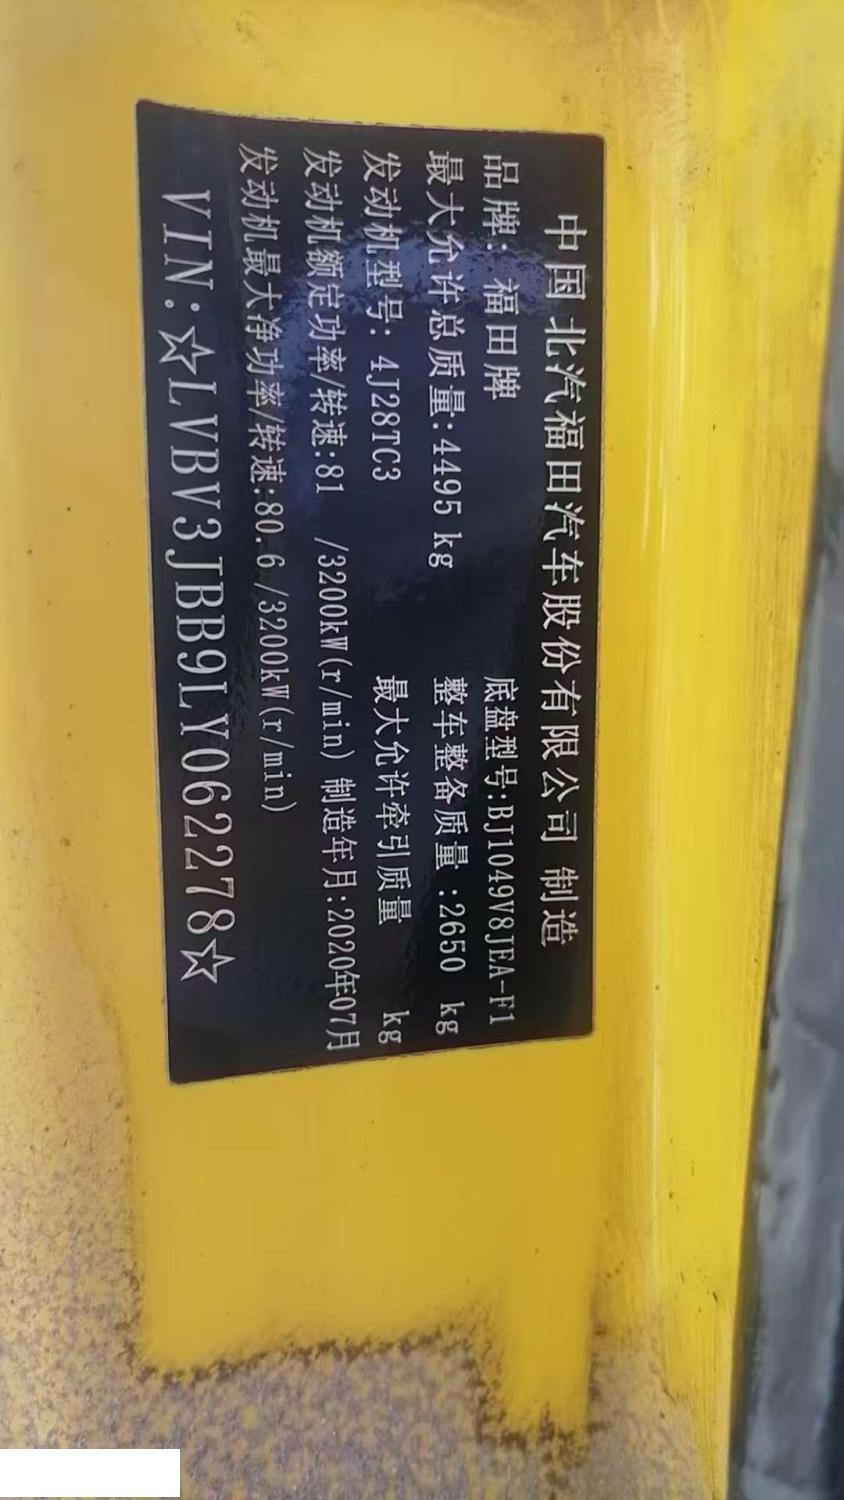 中国北汽福田汽车股份有限公司 制造
品牌: 福田牌 底盘型号:BJ1049V8JEA-F1
最大允许总质量:4495 kg 整车整备质量 :2650 kg
发动机型号: 4J28TC3 最大允许牵引质量 kg
发动机额定功率/转速:81 /3200kW(r/min) 制造年月:2020年07月
发动机最大净功率/转速:80.6 /3200kW(r/min)
VIN:☆LVBV3JBB9LY062278☆